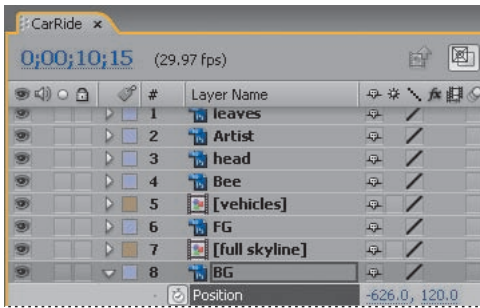 CarRide ×
0;00;10;15 (29.97 fps)
# Layer Name
1 leaves
2 Artist
3 head
4 Bee
5 [vehicles]
6 FG
7 [full skyline]
8 BG
Position -626.0, 120.0